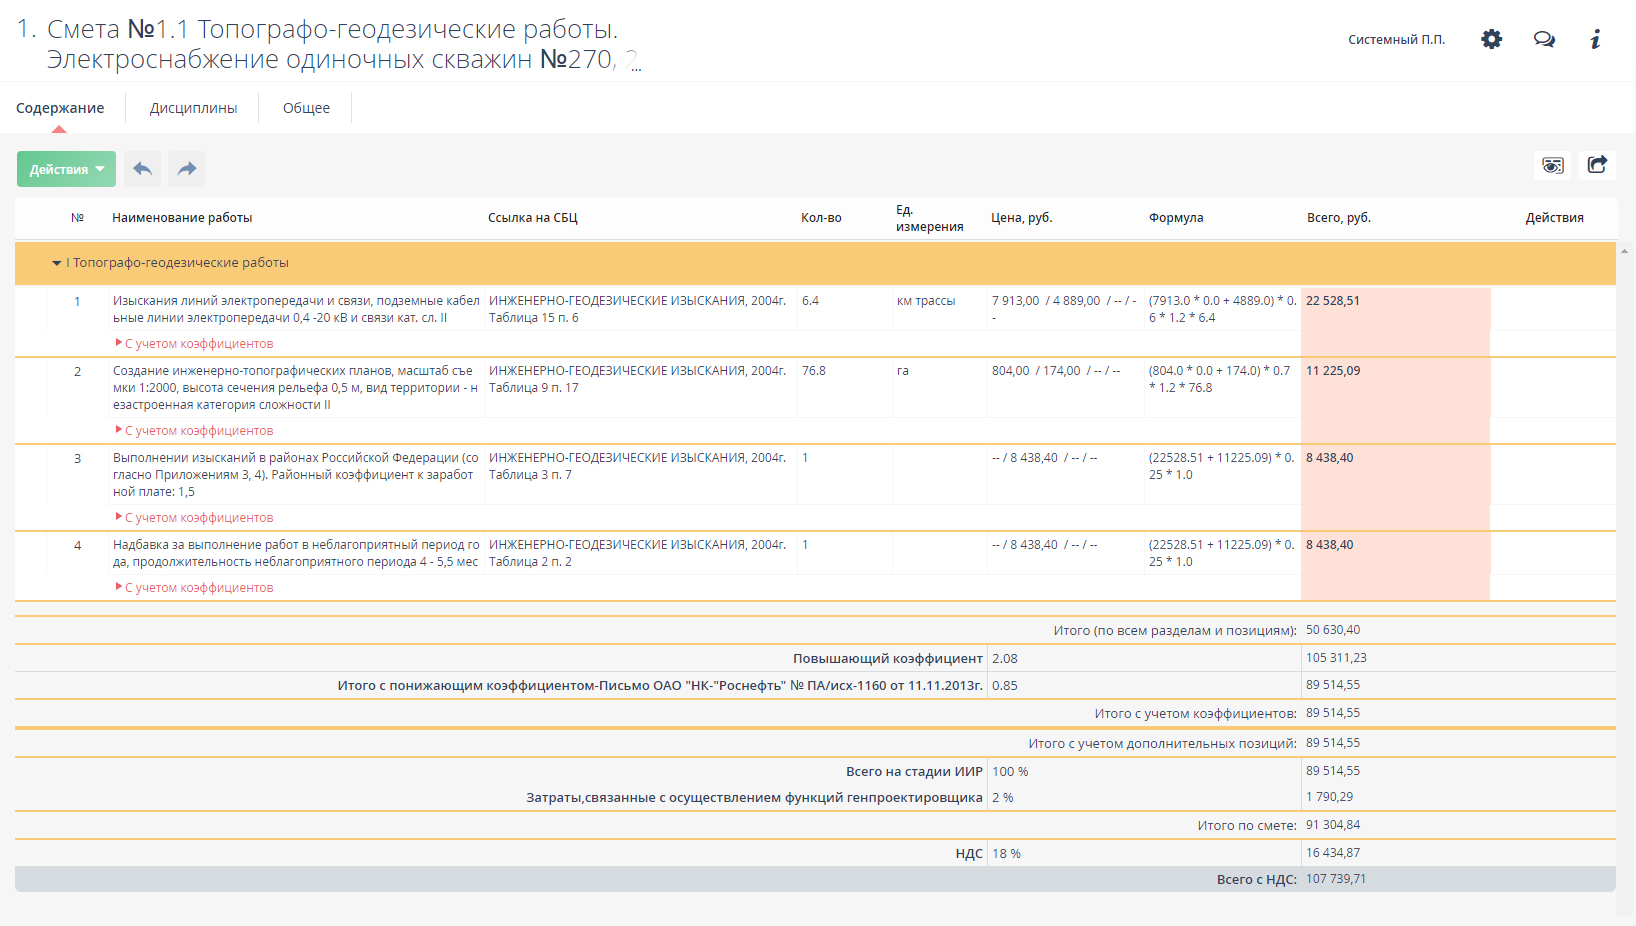 1. Смета №1.1 Топографо-геодезические работы.
Электроснабжение одиночных скважин №270, 2...
Системный П.П.
Содержание
Дисциплины
Общее
Действия
№ Наименование работы Ссылка на СБЦ Кол-во Ед. измерения Цена, руб. Формула Всего, руб. Действия
I Топографо-геодезические работы
1 Изыскания линий электропередачи и связи, подземные кабел ИНЖЕНЕРНО-ГЕОДЕЗИЧЕСКИЕ ИЗЫСКАНИЯ, 2004г. 6.4 км трассы 7 913,00 / 4 889,00 / -- / - (7913.0 * 0.0 + 4889.0) * 0. 22 528,51
ьные линии электропередачи 0,4 -20 кВ и связи кат. сл. II Таблица 15 п. 6 - 6 * 1.2 * 6.4
С учетом коэффициентов
2 Создание инженерно-топографических планов, масштаб съе ИНЖЕНЕРНО-ГЕОДЕЗИЧЕСКИЕ ИЗЫСКАНИЯ, 2004г. 76.8 га 804,00 / 174,00 / -- / -- (804.0 * 0.0 + 174.0) * 0.7 11 225,09
мки 1:2000, высота сечения рельефа 0,5 м, вид территории - н Таблица 9 п. 17 * 1.2 * 76.8
езастроенная категория сложности II
С учетом коэффициентов
3 Выполнении изысканий в районах Российской Федерации (со ИНЖЕНЕРНО-ГЕОДЕЗИЧЕСКИЕ ИЗЫСКАНИЯ, 2004г. 1 -- / 8 438,40 / -- / -- (22528.51 + 11225.09) * 0. 8 438,40
гласно Приложениям 3, 4). Районный коэффициент к заработ Таблица 3 п. 7 25 * 1.0
ной плате: 1,5
С учетом коэффициентов
4 Надбавка за выполнение работ в неблагоприятный период го ИНЖЕНЕРНО-ГЕОДЕЗИЧЕСКИЕ ИЗЫСКАНИЯ, 2004г. 1 -- / 8 438,40 / -- / -- (22528.51 + 11225.09) * 0. 8 438,40
да, продолжительность неблагоприятного периода 4 - 5,5 мес Таблица 2 п. 2 25 * 1.0
С учетом коэффициентов
Итого (по всем разделам и позициям): 50 630,40
Повышающий коэффициент 2.08 105 311,23
Итого с понижающим коэффициентом-Письмо ОАО "НК-"Роснефть" № ПА/исх-1160 от 11.11.2013г. 0.85 89 514,55
Итого с учетом коэффициентов: 89 514,55
Итого с учетом дополнительных позиций: 89 514,55
Всего на стадии ИИР 100 % 89 514,55
Затраты,связанные с осуществлением функций генпроектировщика 2 % 1 790,29
Итого по смете: 91 304,84
НДС 18 % 16 434,87
Всего с НДС: 107 739,71